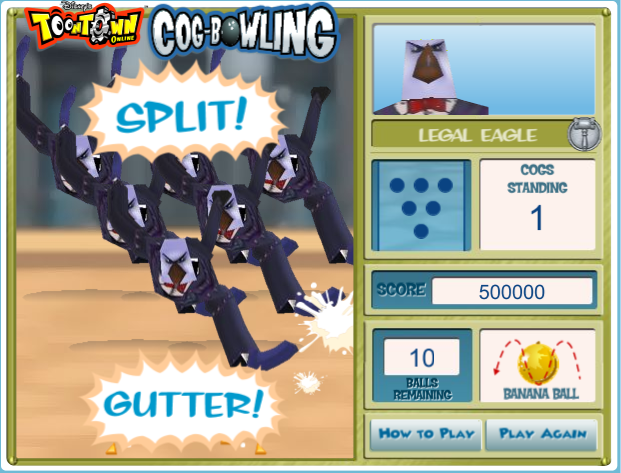 Disney's
TOONTOWN
ONLINE
COG-BOWLING
SPLIT!
GUTTER!
LEGAL EAGLE
COGS
STANDING
1
SCORE 500000
10
BALLS
REMAINING
BANANA BALL
HOW TO PLAY
PLAY AGAIN